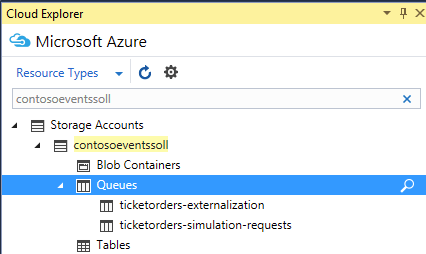 Cloud Explorer
Microsoft Azure
Resource Types
contosoeventssoll
Storage Accounts
contosoeventssoll
Blob Containers
Queues
ticketorders-externalization
ticketorders-simulation-requests
Tables